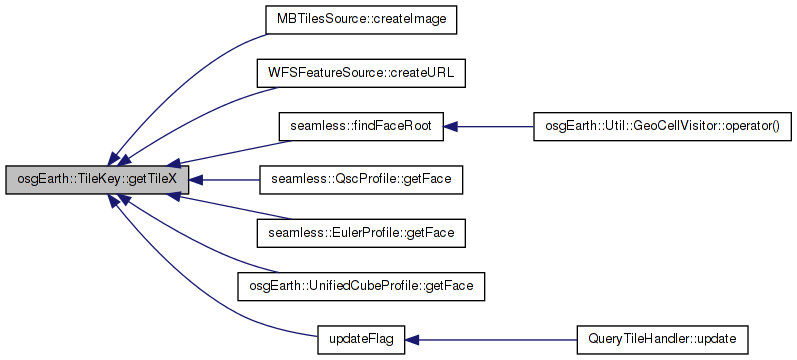 MBTilesSource::createImage
WFSFeatureSource::createURL
seamless::findFaceRoot
osgEarth::Util::GeoCellVisitor::operator()
osgEarth::TileKey::getTileX
seamless::QscProfile::getFace
seamless::EulerProfile::getFace
osgEarth::UnifiedCubeProfile::getFace
updateFlag
QueryTileHandler::update